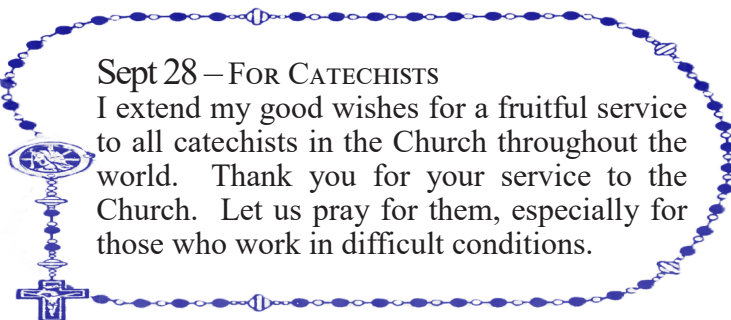 Sept 28 – For Catechists
I extend my good wishes for a fruitful service
to all catechists in the Church throughout the
world. Thank you for your service to the
Church. Let us pray for them, especially for
those who work in difficult conditions.